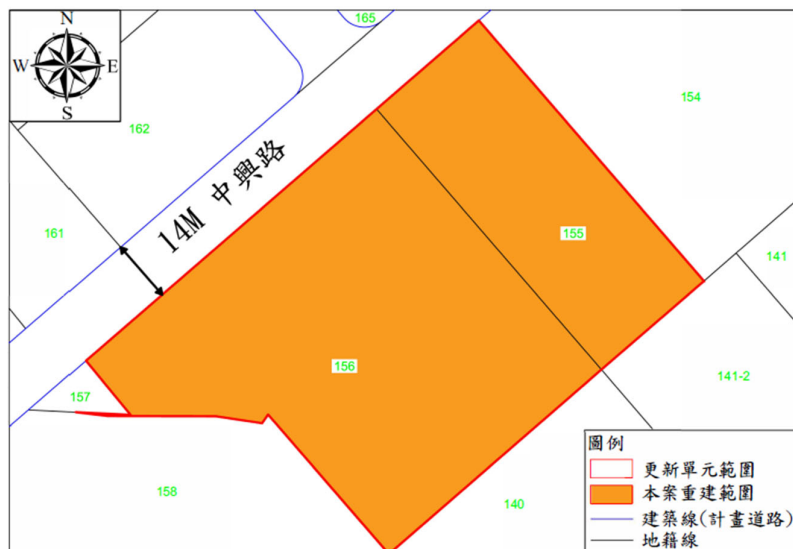 N
W E
S
165
154
162
14M 中興路
161
155
141
156
141-2
157
158
140
圖例
更新單元範圍
本案重建範圍
建築線(計畫道路)
地籍線